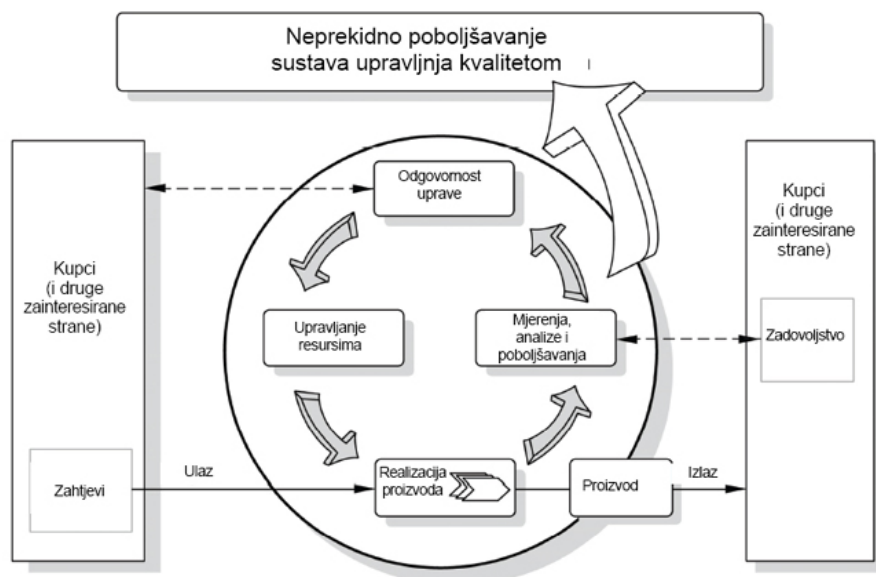 Neprekidno poboljšavanje
sustava upravljnja kvalitetom
Odgovornost
uprave
Kupci
(i druge
zainteresirane
strane)
Kupci
(i druge
zainteresirane
strane)
Upravljanje
resursima
Mjerenja,
analize i
poboljšavanja
Zadovoljstvo
Ulaz
Zahtjevi
Realizacija
proizvoda
Proizvod
Izlaz